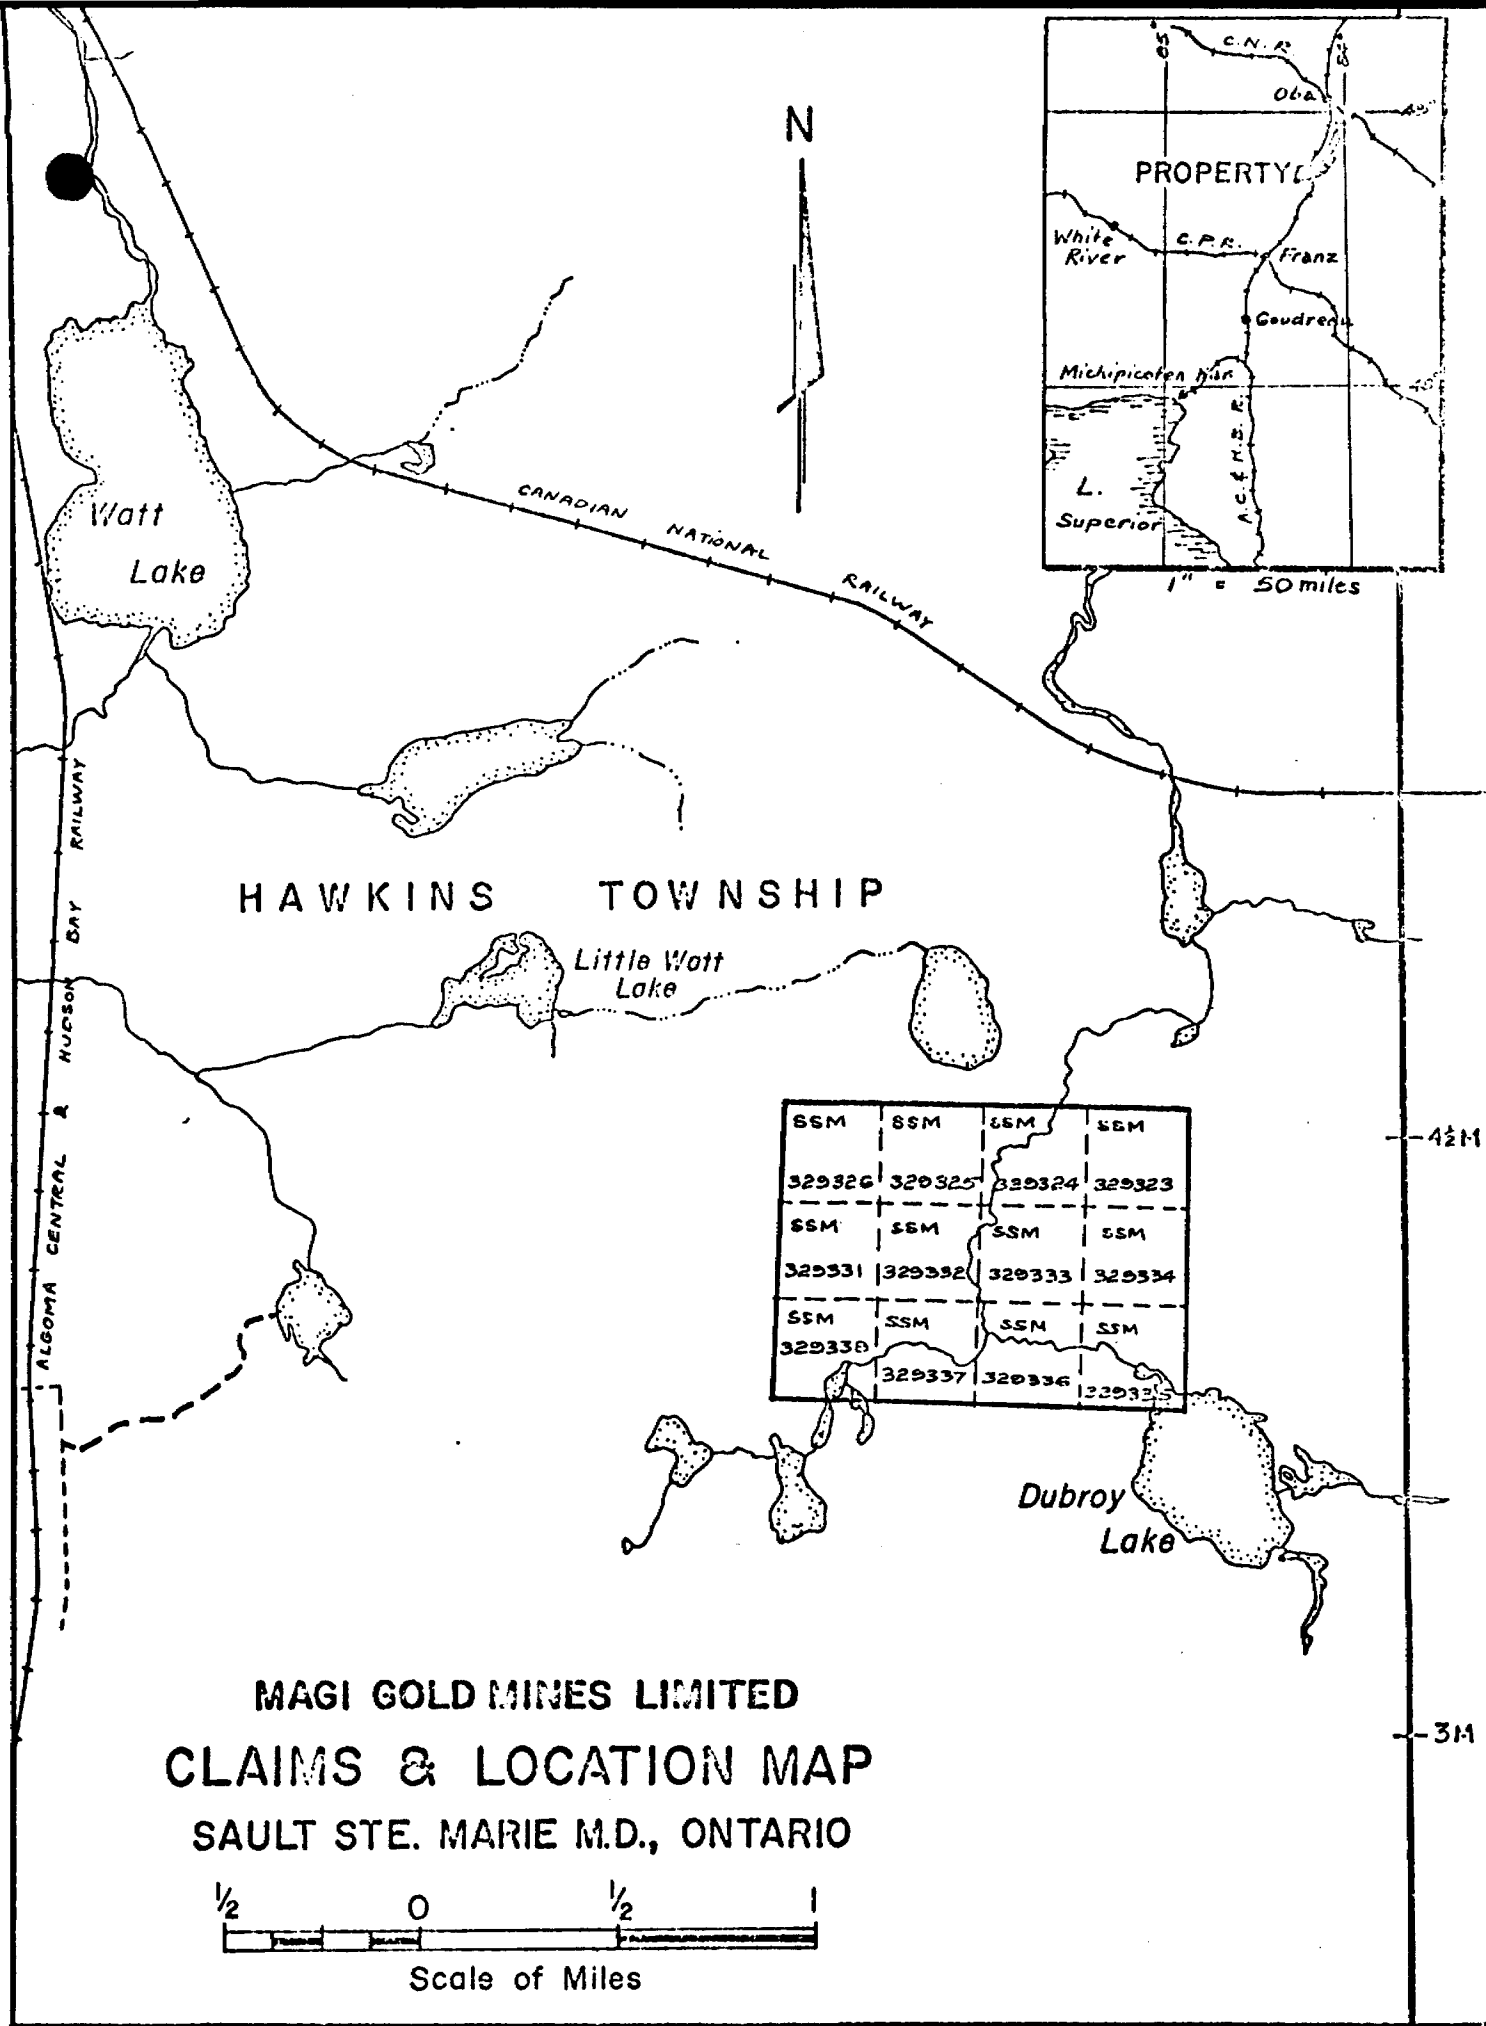 C.N.R.
85°
84°
Oba
48°
N
PROPERTY
White
River
C.P.R.
Franz
Goudreau
Michipicoten Hbr.
L.
Superior
A.C. & H.B.R.
1" = 50 miles
Watt
Lake
CANADIAN NATIONAL RAILWAY
HAWKINS TOWNSHIP
Little Watt
Lake
ALGOMA CENTRAL & HUDSON BAY RAILWAY
SSM SSM SSM SSM
329326 329325 329324 329323
SSM SSM SSM SSM
329331 329332 329333 329334
SSM SSM SSM SSM
329338 329337 329336 329335
4½M
Dubroy
Lake
3M
MAGI GOLD MINES LIMITED
CLAIMS & LOCATION MAP
SAULT STE. MARIE M.D., ONTARIO
½ 0 ½ 1
Scale of Miles